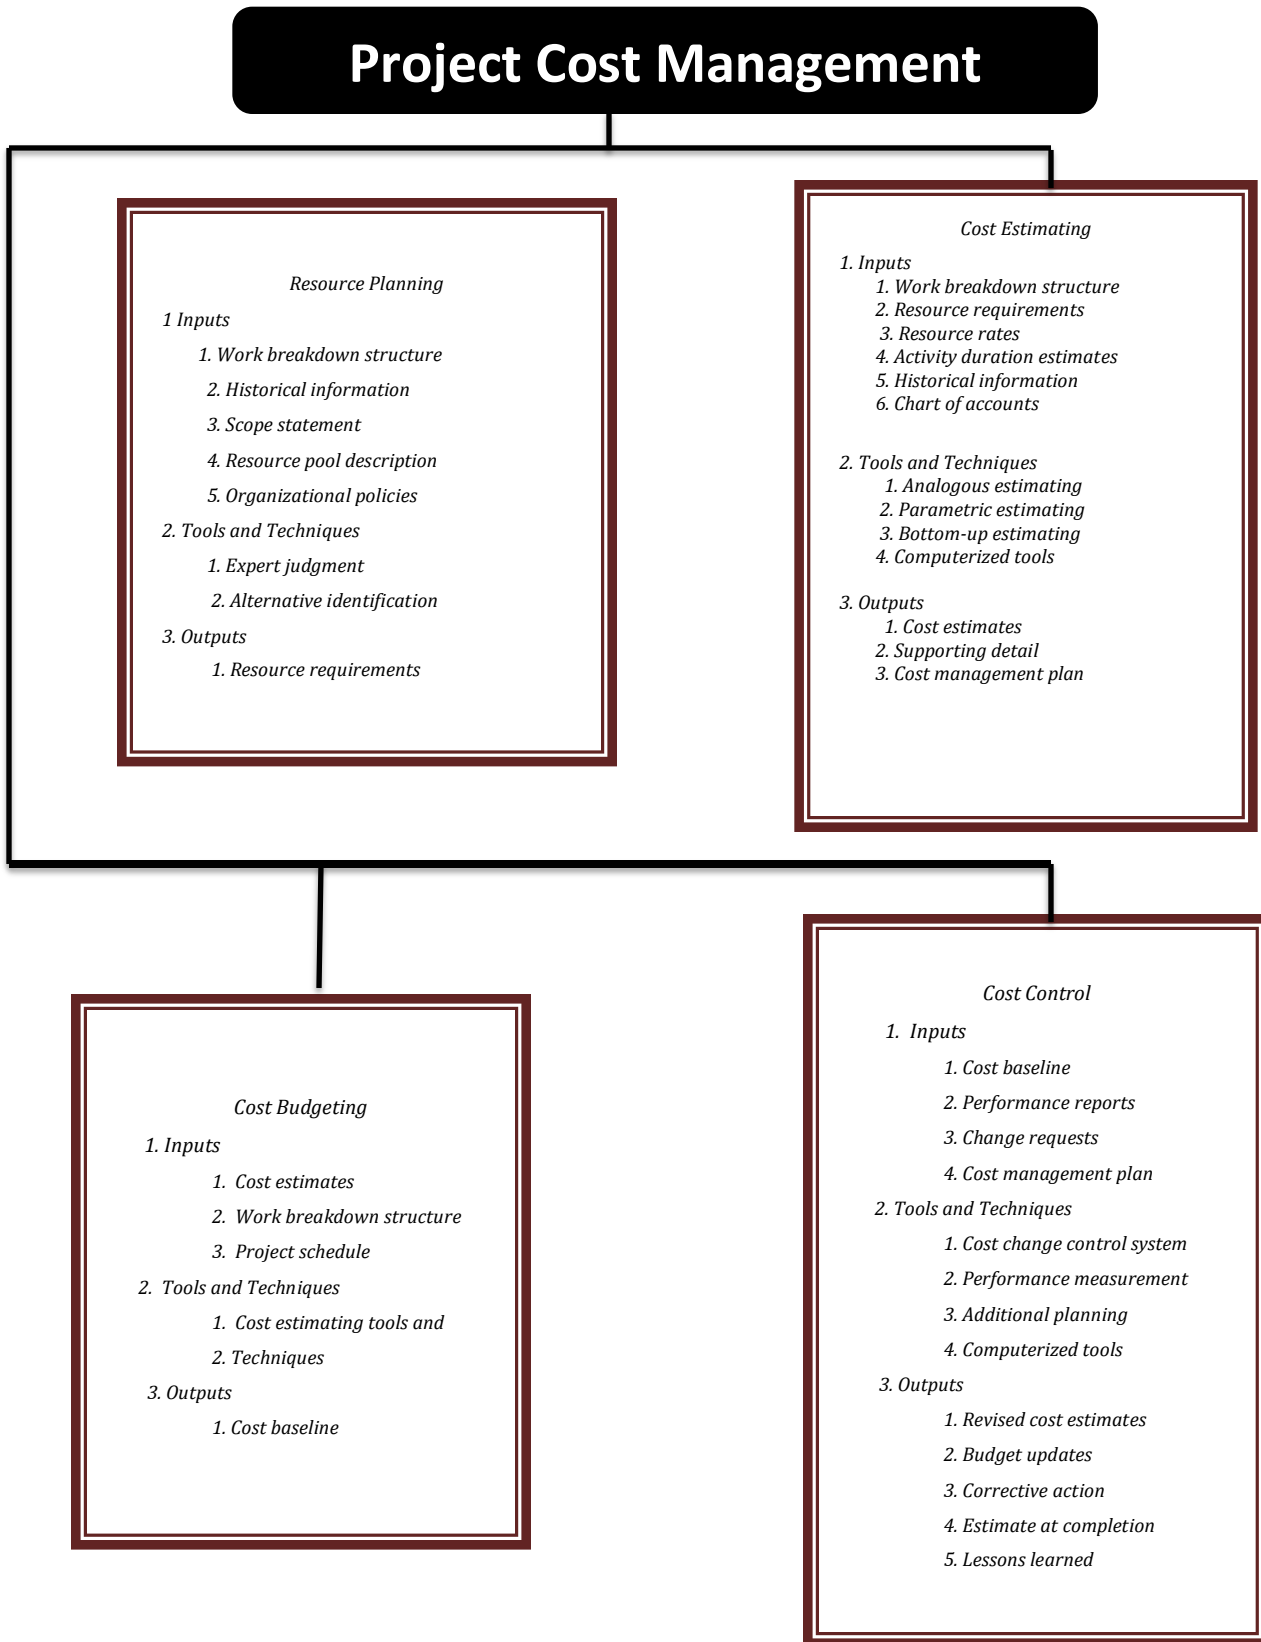 Project Cost Management
Resource Planning
1 Inputs
1. Work breakdown structure
2. Historical information
3. Scope statement
4. Resource pool description
5. Organizational policies
2. Tools and Techniques
1. Expert judgment
2. Alternative identification
3. Outputs
1. Resource requirements
Cost Estimating
1. Inputs
1. Work breakdown structure
2. Resource requirements
3. Resource rates
4. Activity duration estimates
5. Historical information
6. Chart of accounts
2. Tools and Techniques
1. Analogous estimating
2. Parametric estimating
3. Bottom-up estimating
4. Computerized tools
3. Outputs
1. Cost estimates
2. Supporting detail
3. Cost management plan
Cost Budgeting
1. Inputs
1. Cost estimates
2. Work breakdown structure
3. Project schedule
2. Tools and Techniques
1. Cost estimating tools and
2. Techniques
3. Outputs
1. Cost baseline
Cost Control
1. Inputs
1. Cost baseline
2. Performance reports
3. Change requests
4. Cost management plan
2. Tools and Techniques
1. Cost change control system
2. Performance measurement
3. Additional planning
4. Computerized tools
3. Outputs
1. Revised cost estimates
2. Budget updates
3. Corrective action
4. Estimate at completion
5. Lessons learned